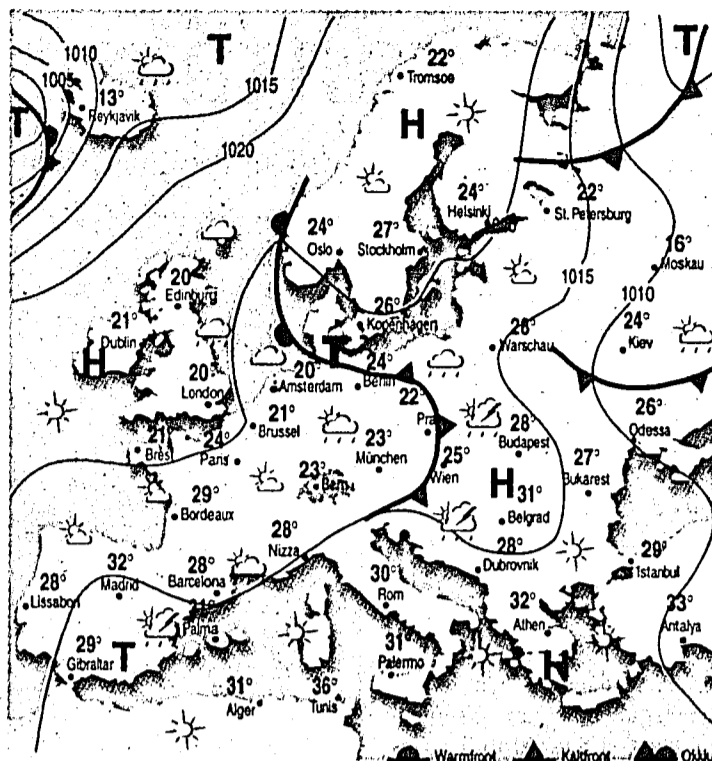 T
22°
Tromsoe
T
1010
1005
13°
Reykjavik
1015
T
H
1020
24°
Helsinki
22°
St. Petersburg
24°
Oslo
27°
Stockholm
16°
Moskau
1015
1010
20
Edinburg
21°
Dublin
H
26°
Kopenhagen
T
Warschau
24°
Kiev
20°
London
20°
Amsterdam
24°
Berlin
22
21°
Brüssel
28°
Budapest
26°
Odessa
21
Brest
24°
Paris
23°
München
25°
Wien
27°
Bukarest
23°
Bern
H
29°
Bordeaux
31°
Belgrad
28°
Nizza
28°
Dubrovnik
29°
Istanbul
32°
Madrid
28°
Barcelona
28°
Lissabon
30°
Rom
32°
Athen
33°
Antalya
Palma
29°
Gibraltar
T
31
Palermo
H
31°
Alger
36°
Tunis
Warmfront
Kaltfront